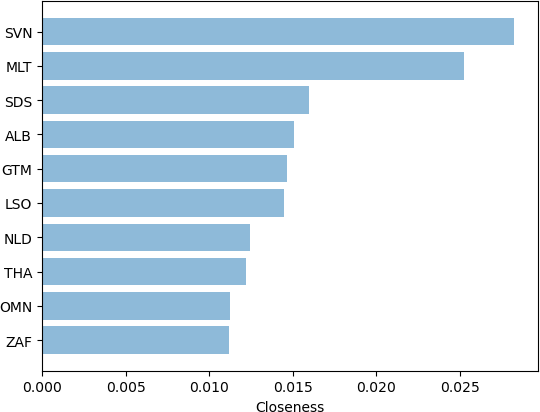 SVN
MLT
SDS
ALB
GTM
LSO
NLD
THA
OMN
ZAF
0.000 0.005 0.010 0.015 0.020 0.025
Closeness